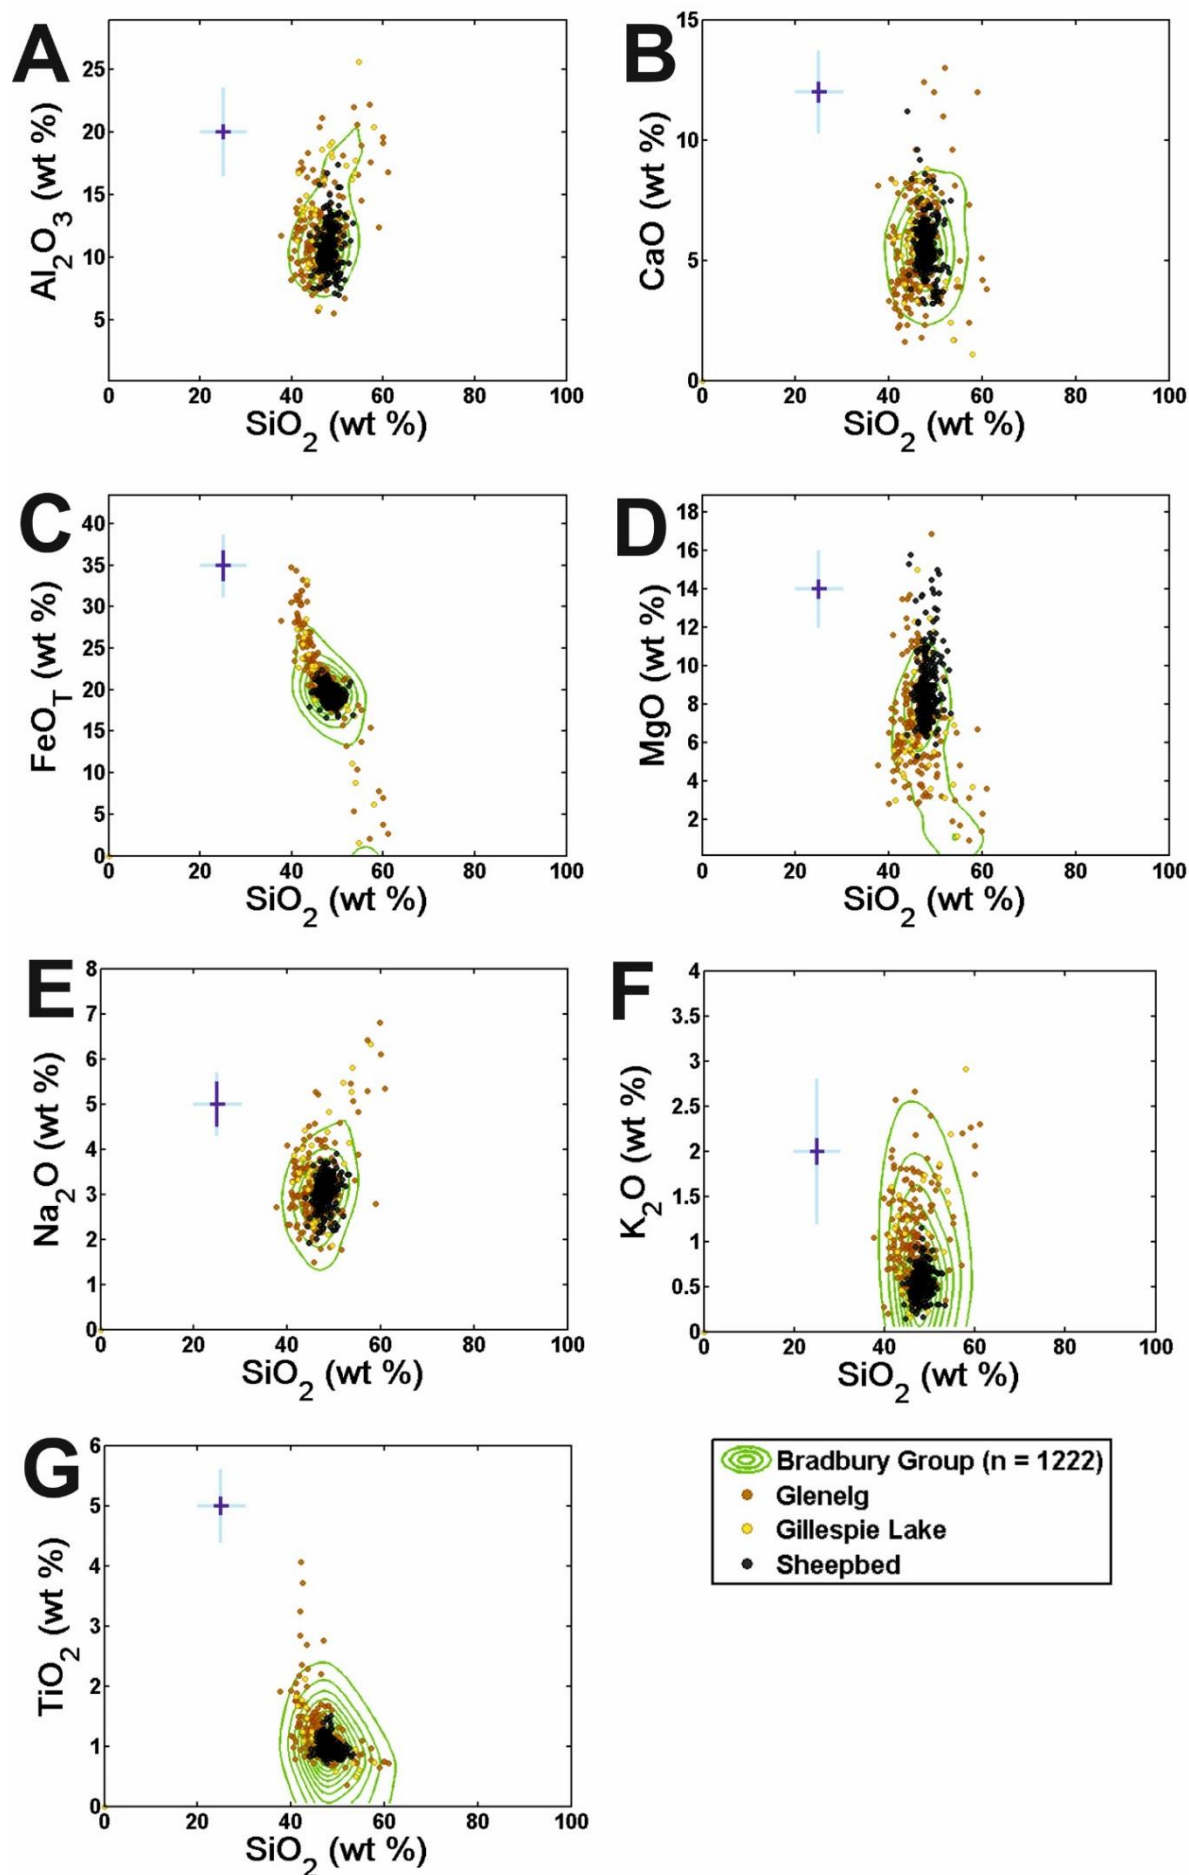 A
Al2O3 (wt %)
25
20
15
10
5
0 20 40 60 80 100
SiO2 (wt %)
B
CaO (wt %)
15
10
5
0
0 20 40 60 80 100
SiO2 (wt %)
C
FeOT (wt %)
40
35
30
25
20
15
10
5
0
0 20 40 60 80 100
SiO2 (wt %)
D
MgO (wt %)
18
16
14
12
10
8
6
4
2
0 20 40 60 80 100
SiO2 (wt %)
E
Na2O (wt %)
8
7
6
5
4
3
2
1
0
0 20 40 60 80 100
SiO2 (wt %)
F
K2O (wt %)
4
3.5
3
2.5
2
1.5
1
0.5
0
0 20 40 60 80 100
SiO2 (wt %)
G
TiO2 (wt %)
6
5
4
3
2
1
0
0 20 40 60 80 100
SiO2 (wt %)
Bradbury Group (n = 1222)
Glenelg
Gillespie Lake
Sheepbed